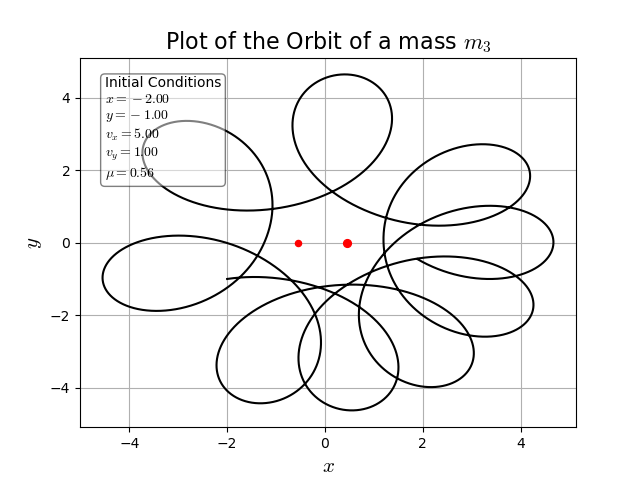 Plot of the Orbit of a mass m₃
Initial Conditions
x = −2.00
y = −1.00
vₓ = 5.00
v_y = 1.00
μ = 0.56
4
2
0
−2
−4
y
−4
−2
0
2
4
x